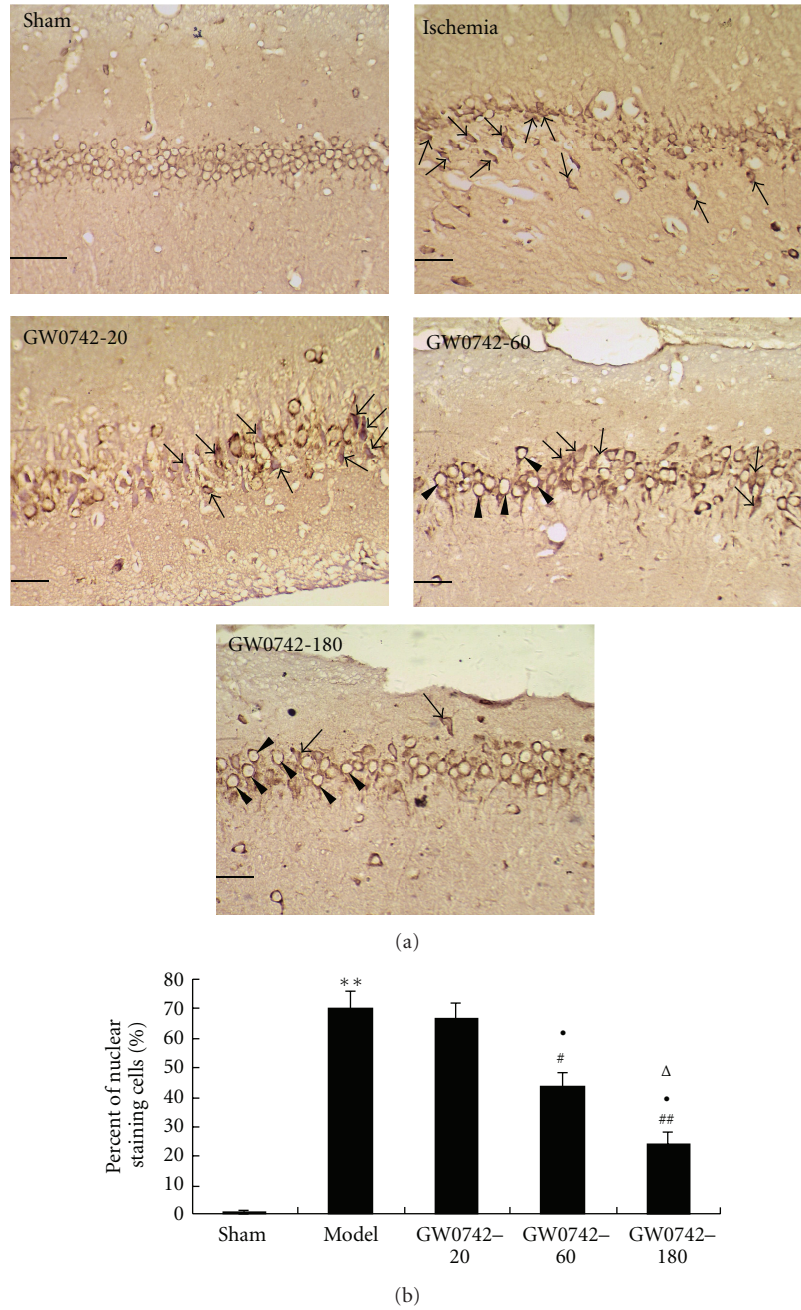 Sham
Ischemia
GW0742-20
GW0742-60
GW0742-180
(a)
Percent of nuclear
staining cells (%)
80
70
60
50
40
30
20
10
0
**
•
#
Δ
•
##
Sham
Model
GW0742–
20
GW0742–
60
GW0742–
180
(b)